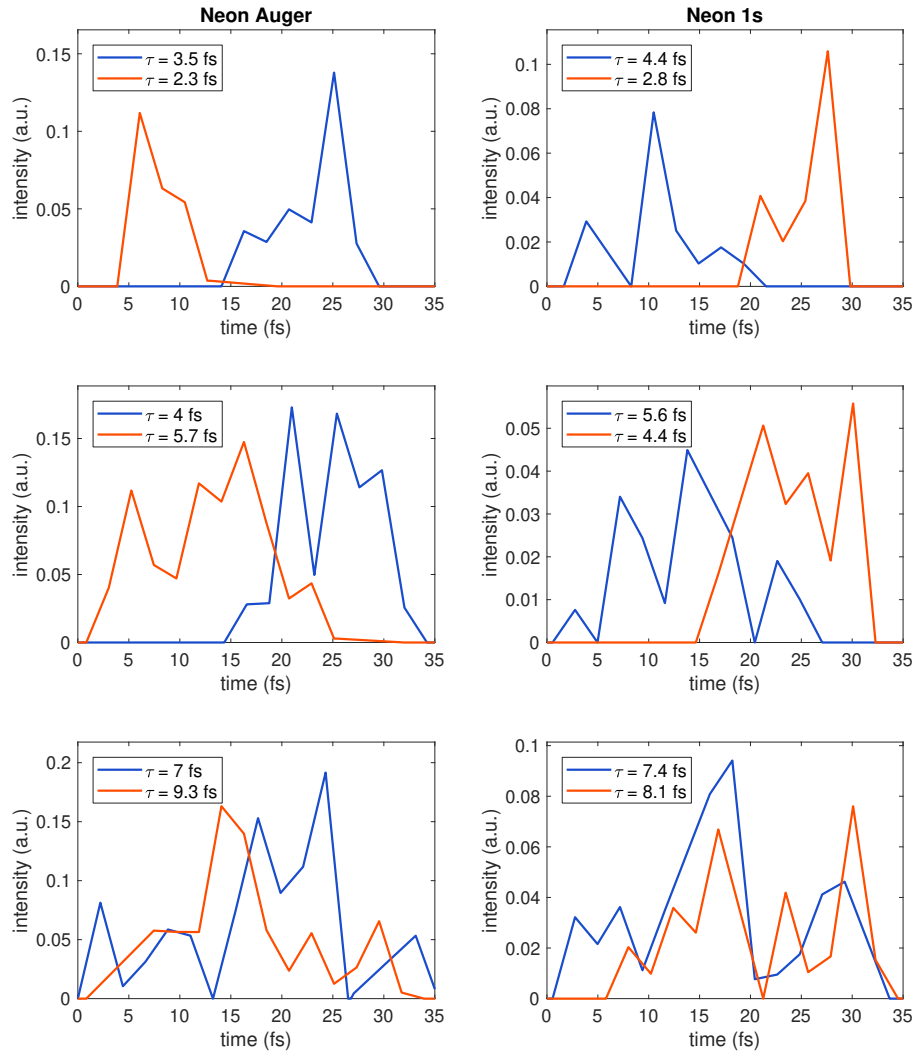 Neon Auger
Neon 1s
τ = 3.5 fs
τ = 2.3 fs
intensity (a.u.)
0.15
0.1
0.05
0
0 5 10 15 20 25 30 35
time (fs)
τ = 4.4 fs
τ = 2.8 fs
intensity (a.u.)
0.1
0.08
0.06
0.04
0.02
0
0 5 10 15 20 25 30 35
time (fs)
τ = 4 fs
τ = 5.7 fs
intensity (a.u.)
0.15
0.1
0.05
0
0 5 10 15 20 25 30 35
time (fs)
τ = 5.6 fs
τ = 4.4 fs
intensity (a.u.)
0.05
0.04
0.03
0.02
0.01
0
0 5 10 15 20 25 30 35
time (fs)
τ = 7 fs
τ = 9.3 fs
intensity (a.u.)
0.2
0.15
0.1
0.05
0
0 5 10 15 20 25 30 35
time (fs)
τ = 7.4 fs
τ = 8.1 fs
intensity (a.u.)
0.1
0.08
0.06
0.04
0.02
0
0 5 10 15 20 25 30 35
time (fs)